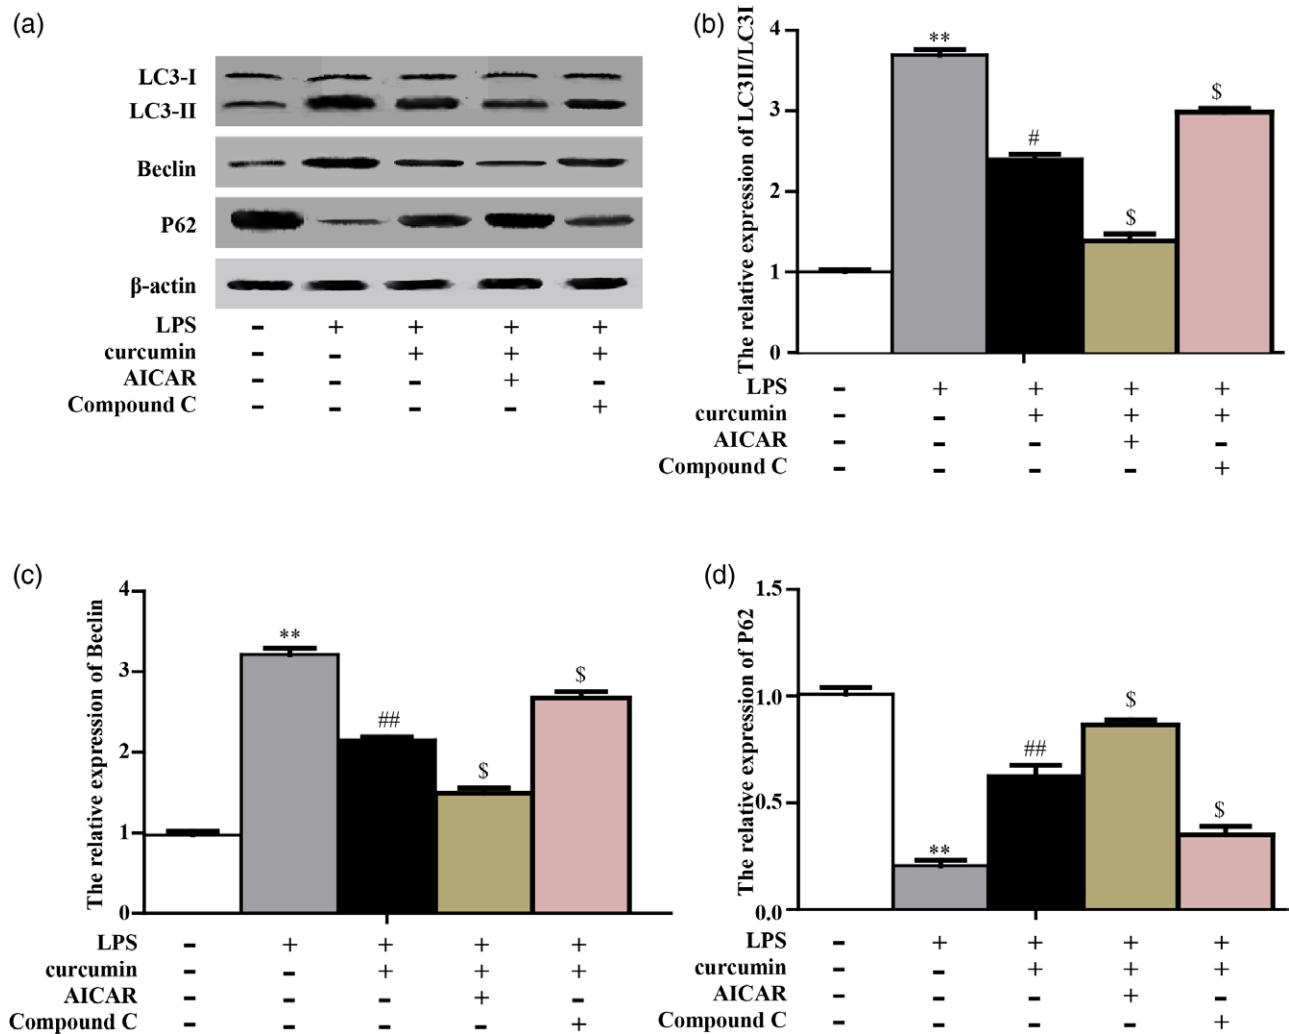 (a)
LC3-I
LC3-II
Beclin
P62
β-actin
LPS - + + + +
curcumin - - + + +
AICAR - - - + -
Compound C - - - - +
(b)
The relative expression of LC3II/LC3I
4
3
2
1
0
**
#
$
$
LPS - + + + +
curcumin - - + + +
AICAR - - - + -
Compound C - - - - +
(c)
The relative expression of Beclin
4
3
2
1
0
**
##
$
$
LPS - + + + +
curcumin - - + + +
AICAR - - - + -
Compound C - - - - +
(d)
The relative expression of P62
1.5
1.0
0.5
0.0
**
##
$
$
LPS - + + + +
curcumin - - + + +
AICAR - - - + -
Compound C - - - - +